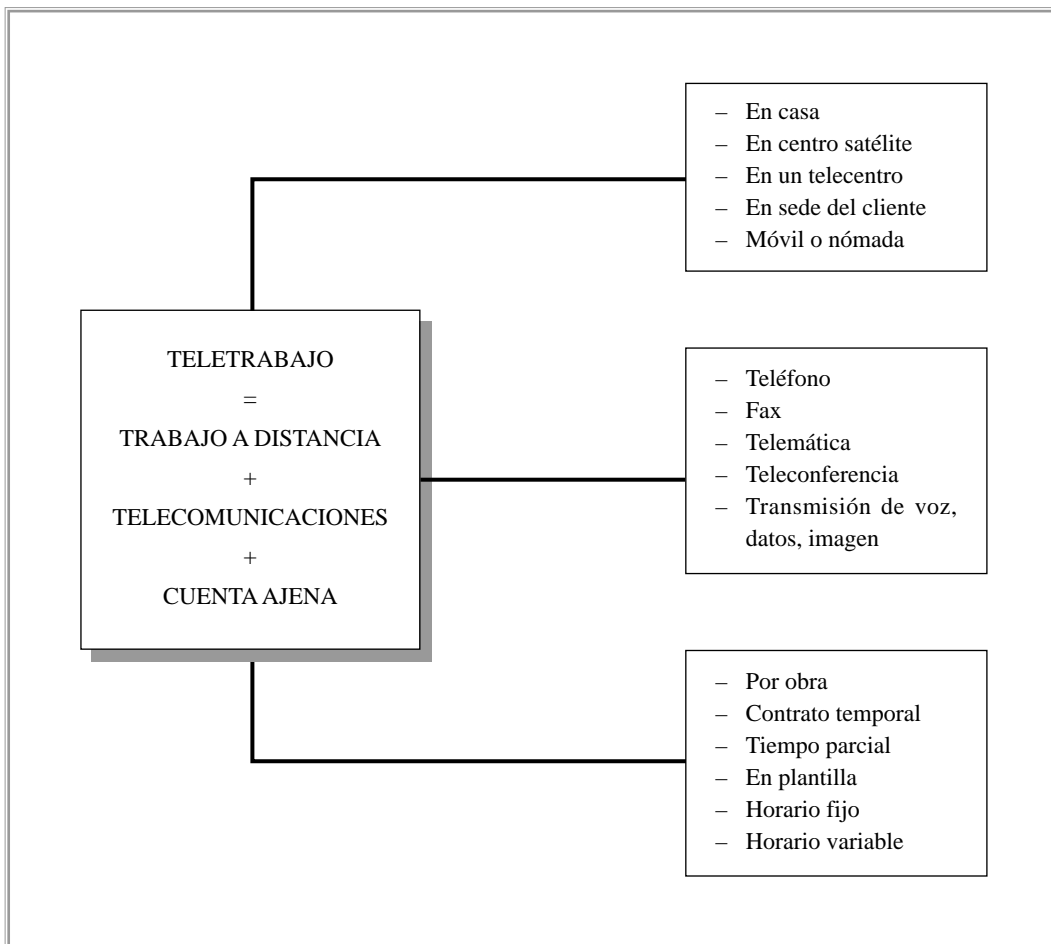 TELETRABAJO
=
TRABAJO A DISTANCIA
+
TELECOMUNICACIONES
+
CUENTA AJENA
– En casa
– En centro satélite
– En un telecentro
– En sede del cliente
– Móvil o nómada
– Teléfono
– Fax
– Telemática
– Teleconferencia
– Transmisión de voz,
datos, imagen
– Por obra
– Contrato temporal
– Tiempo parcial
– En plantilla
– Horario fijo
– Horario variable